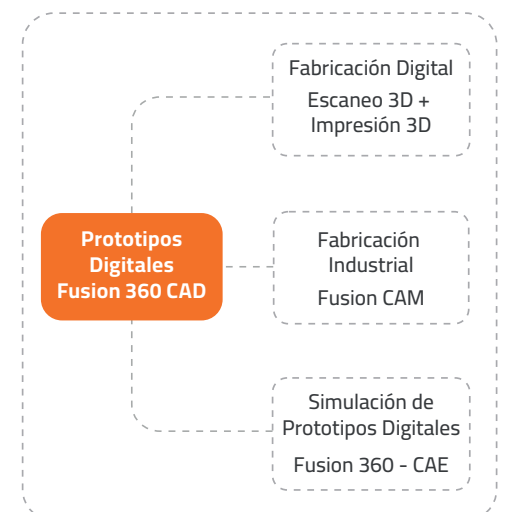 Fabricación Digital
Escaneo 3D +
Impresión 3D
Prototipos
Digitales
Fusion 360 CAD
Fabricación
Industrial
Fusion CAM
Simulación de
Prototipos Digitales
Fusion 360 - CAE